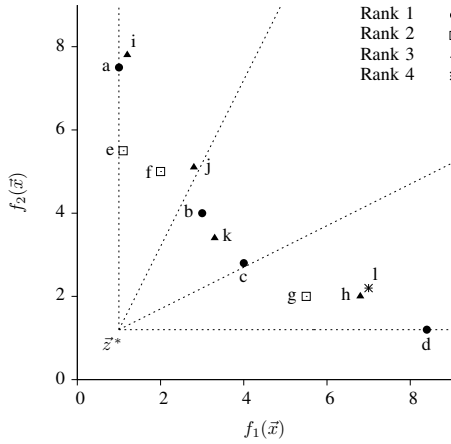 Rank 1
Rank 2
Rank 3
Rank 4
8
6
4
2
0
0
2
4
6
8
a
i
e
f
j
b
k
c
g
h
l
d
z⃗*
f₂(x⃗)
f₁(x⃗)